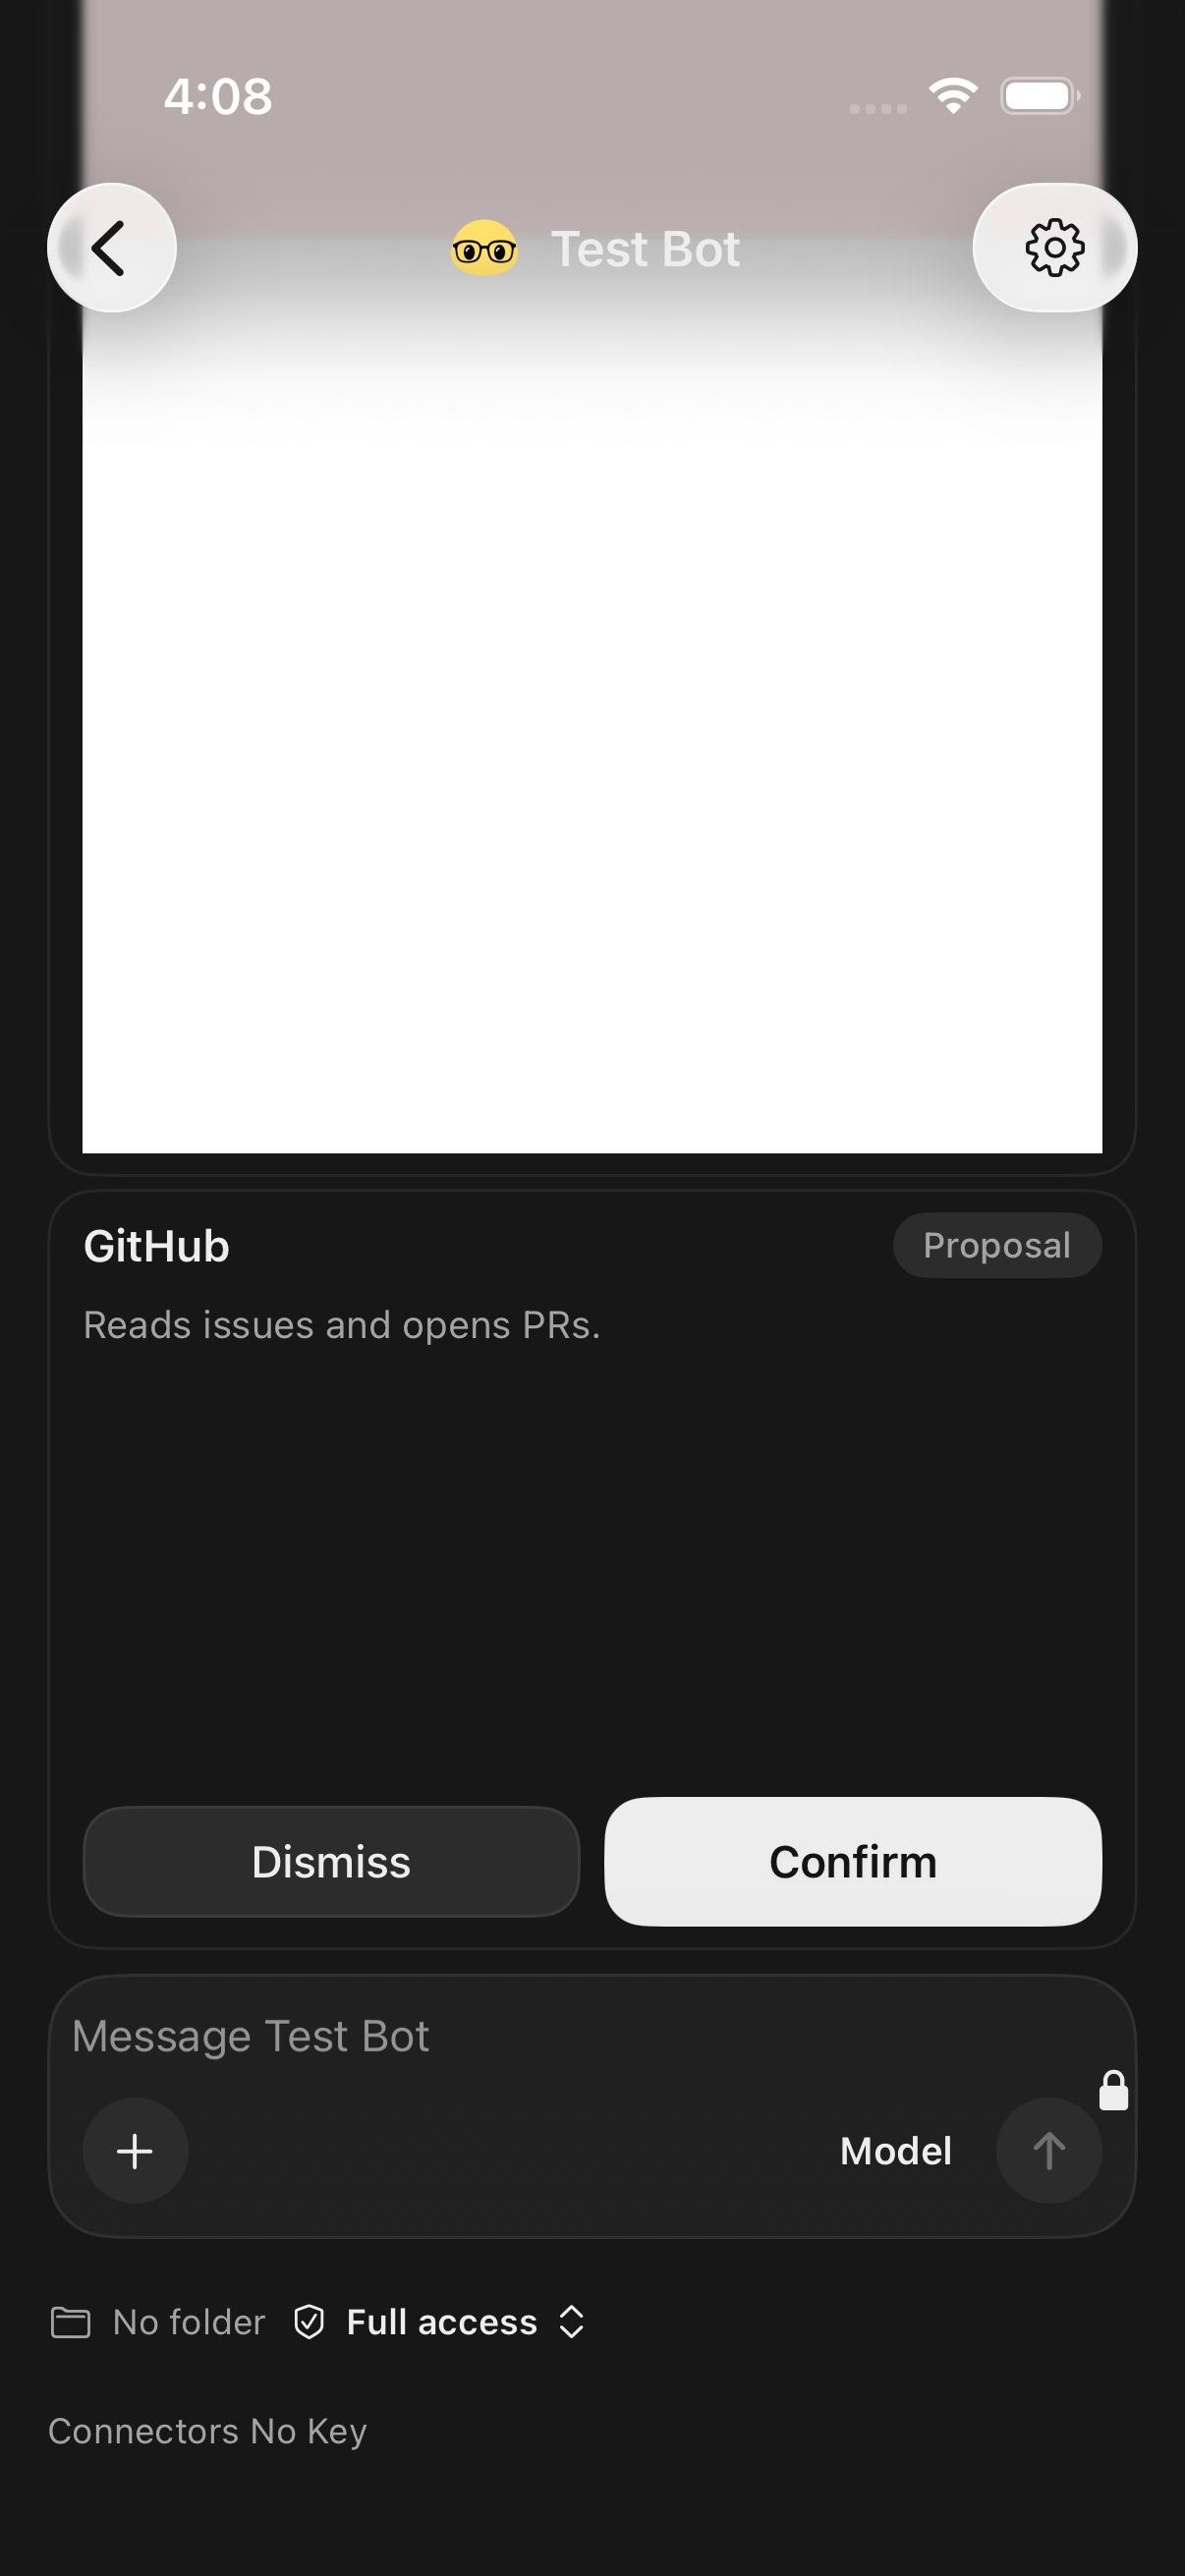 4:08
Test Bot
GitHub
Proposal
Reads issues and opens PRs.
Dismiss
Confirm
Message Test Bot
Model
No folder
Full access
Connectors No Key